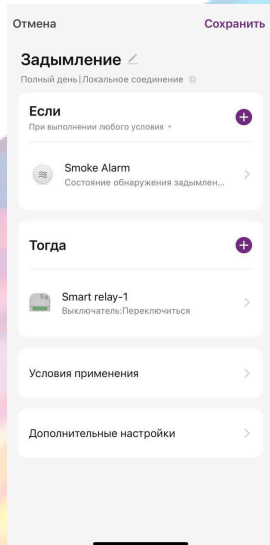 Отмена Сохранить
Задымление
Полный день|Локальное соединение
Если
При выполнении любого условия
Smoke Alarm
Состояние обнаружения задымлен...
Тогда
Smart relay-1
Выключатель:Переключиться
Условия применения
Дополнительные настройки